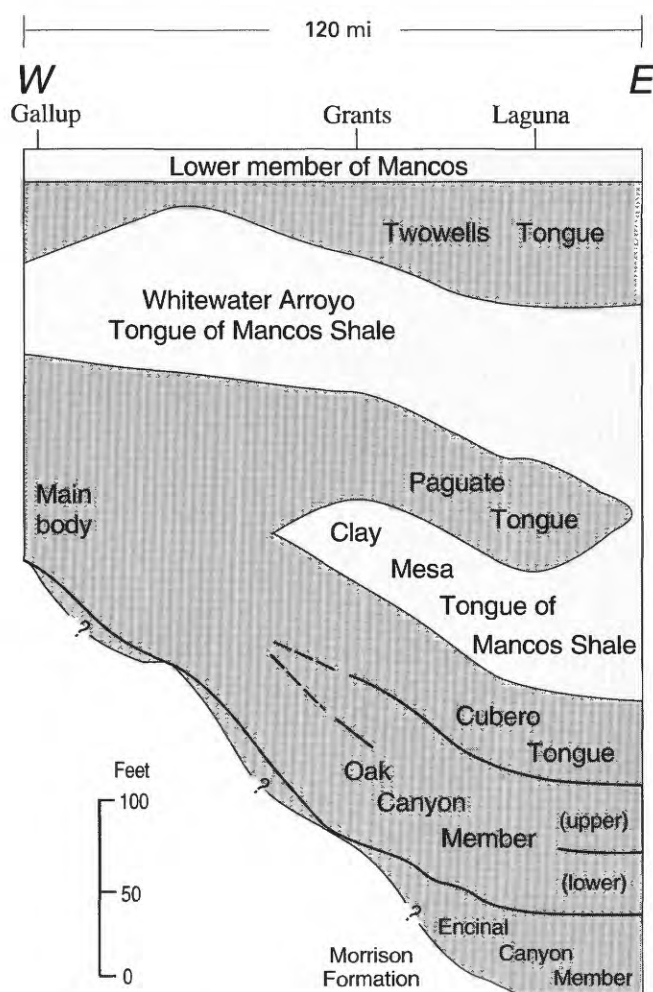 120 mi
W
E
Gallup
Grants
Laguna
Lower member of Mancos
Twowells Tongue
Whitewater Arroyo
Tongue of Mancos Shale
Main
body
Paguate
Tongue
Clay
Mesa
Tongue of
Mancos Shale
?
Cubero
Tongue
Oak
Canyon
Member
(upper)
(lower)
?
Feet
100
50
0
?
Encinal
Canyon
Member
Morrison
Formation